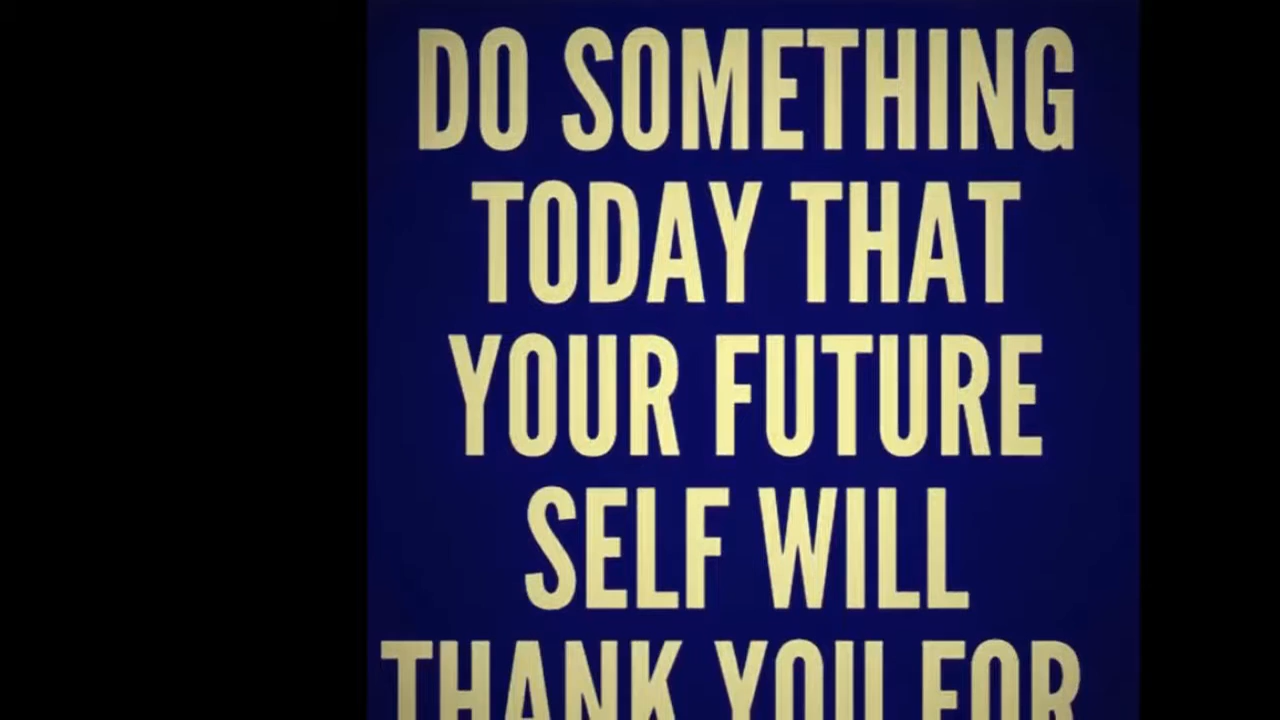 DO SOMETHING
TODAY THAT
YOUR FUTURE
SELF WILL
THANK YOU FOR